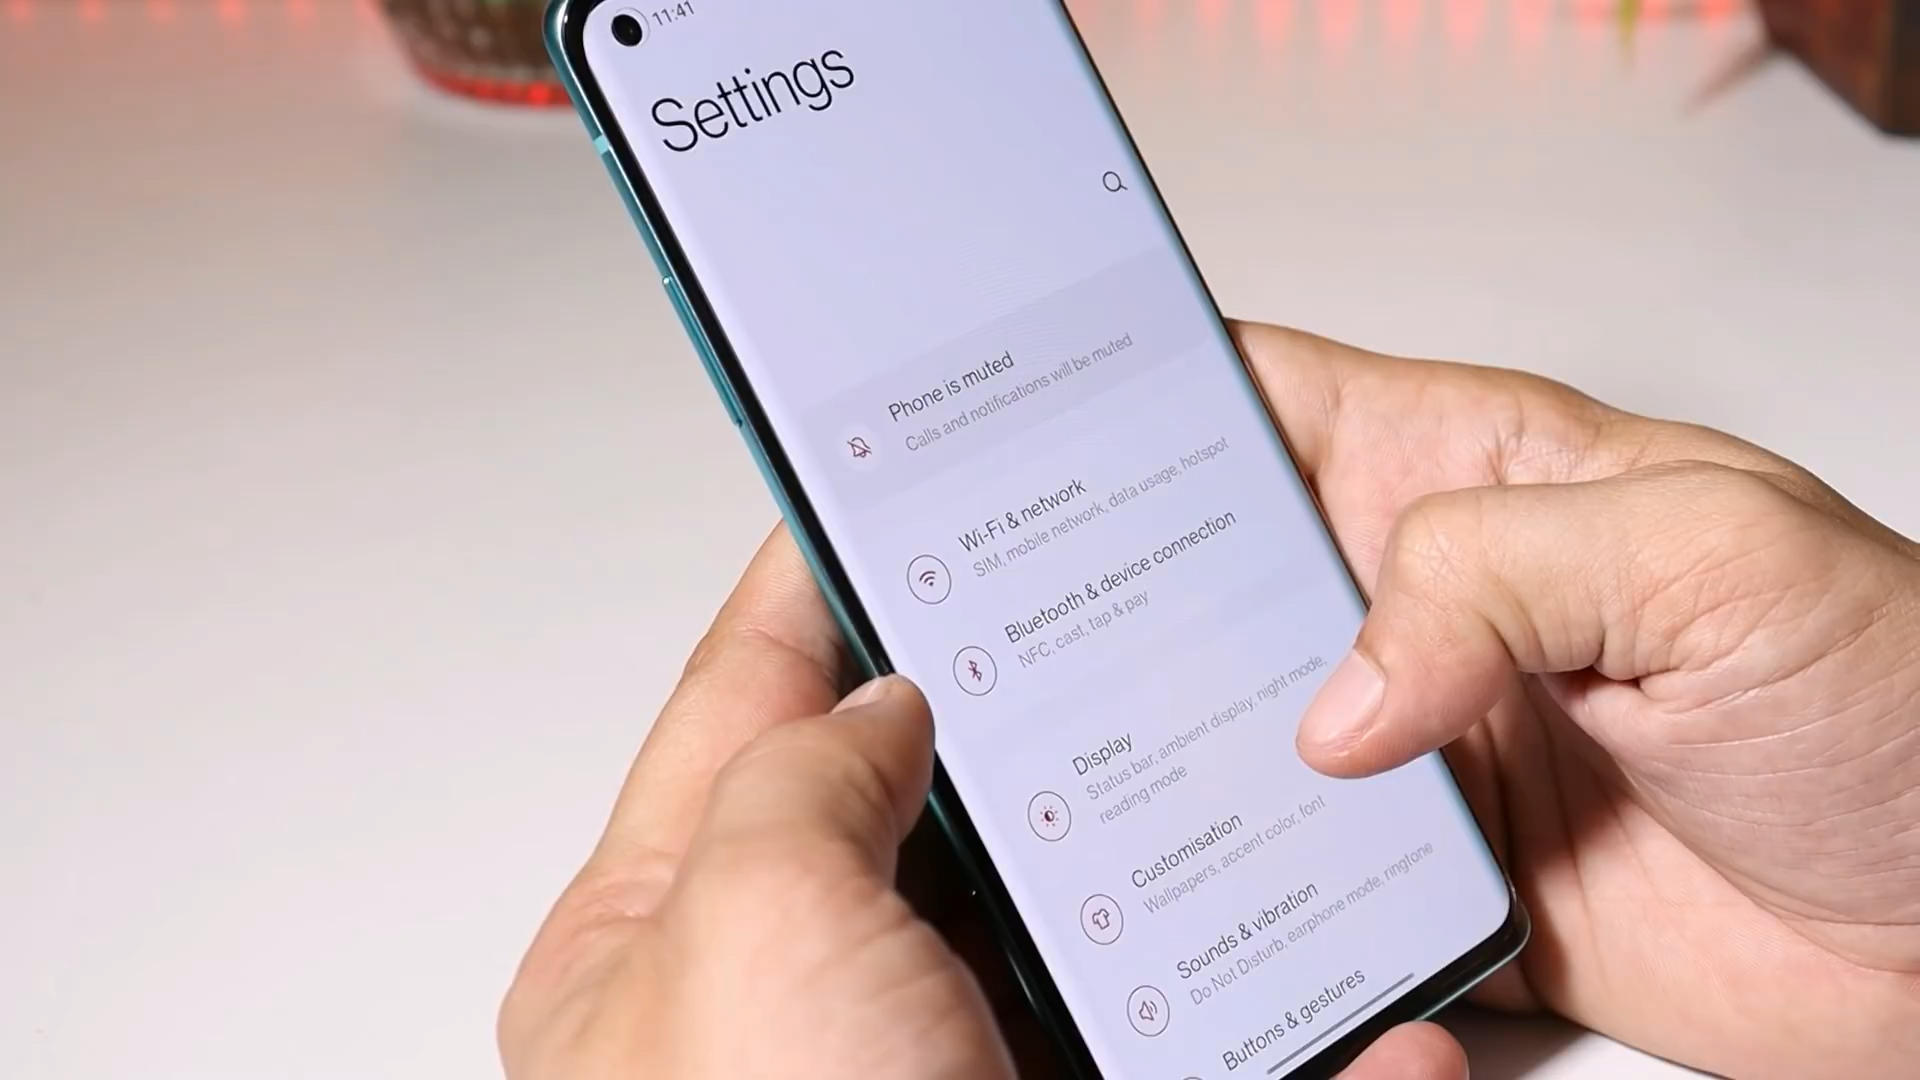 11:41
Settings
Phone is muted
Calls and notifications will be muted
Wi-Fi & network
SIM, mobile network, data usage, hotspot
Bluetooth & device connection
NFC, cast, tap & pay
Display
Status bar, ambient display, night mode,
reading mode
Customisation
Wallpapers, accent color, font
Sounds & vibration
Do Not Disturb, earphone mode, ringtone
Buttons & gestures